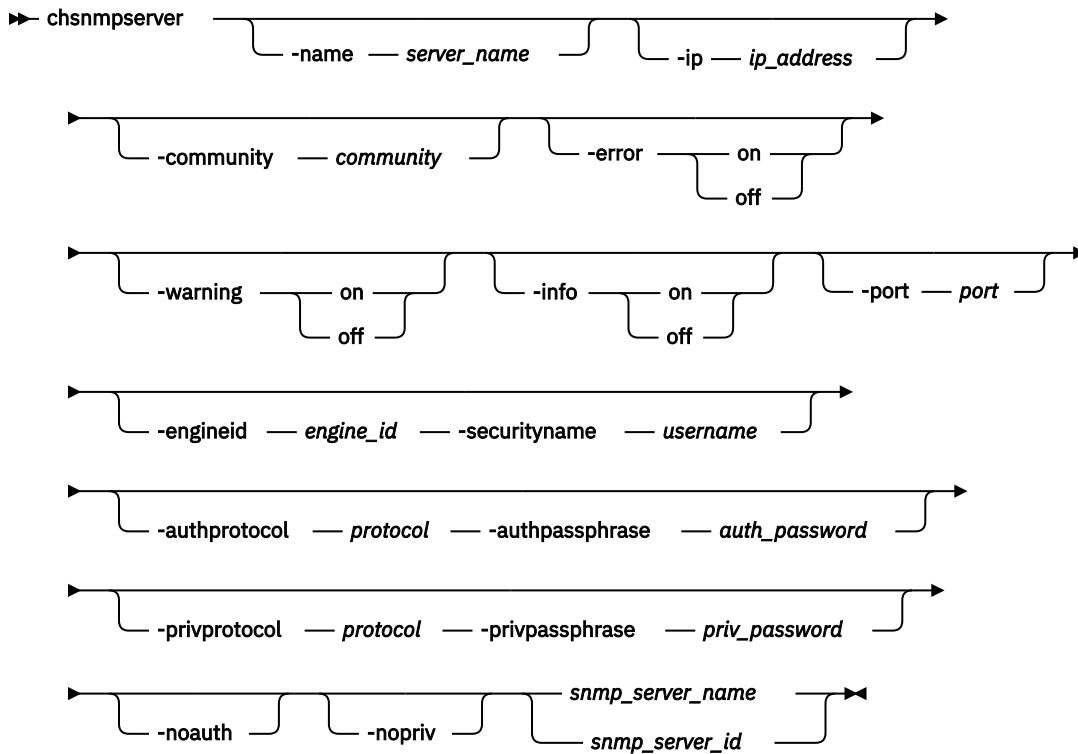 chsnmpserver
-name server_name -ip ip_address
-community community -error on
off
-warning on -info on -port port
off off
-engineid engine_id -securityname username
-authprotocol protocol -authpassphrase auth_password
-privprotocol protocol -privpassphrase priv_password
snmp_server_name
-noauth -nopriv
snmp_server_id